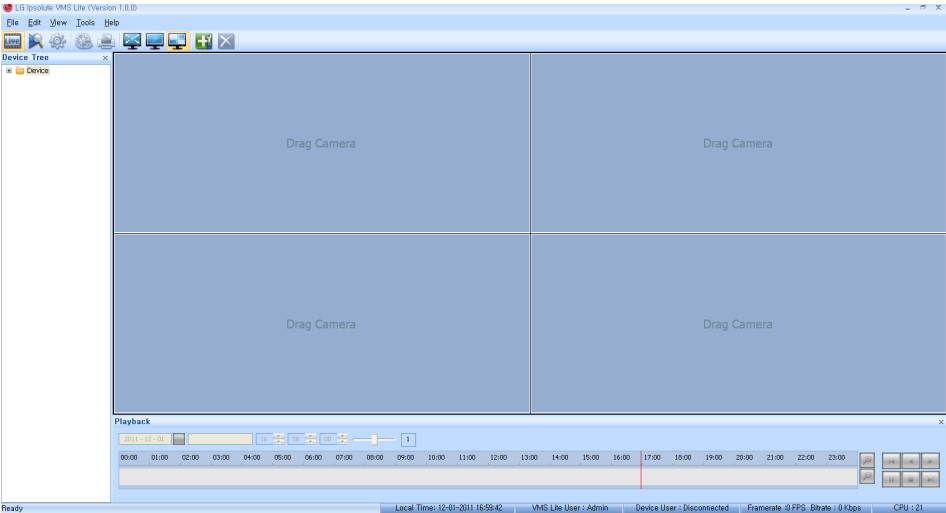 LG Ipsolute VMS Lite (Version 1.0.0)
File Edit View Tools Help
Live
Device Tree
Device
Drag Camera Drag Camera
Drag Camera Drag Camera
Playback
2011 - 12 - 01 16 58 00 1
00:00 01:00 02:00 03:00 04:00 05:00 06:00 07:00 08:00 09:00 10:00 11:00 12:00 13:00 14:00 15:00 16:00 17:00 18:00 19:00 20:00 21:00 22:00 23:00
Ready Local Time: 12-01-2011 16:59:42 VMS Lite User : Admin Device User : Disconnected Framerate :0 FPS Bitrate : 0 Kbps CPU : 21